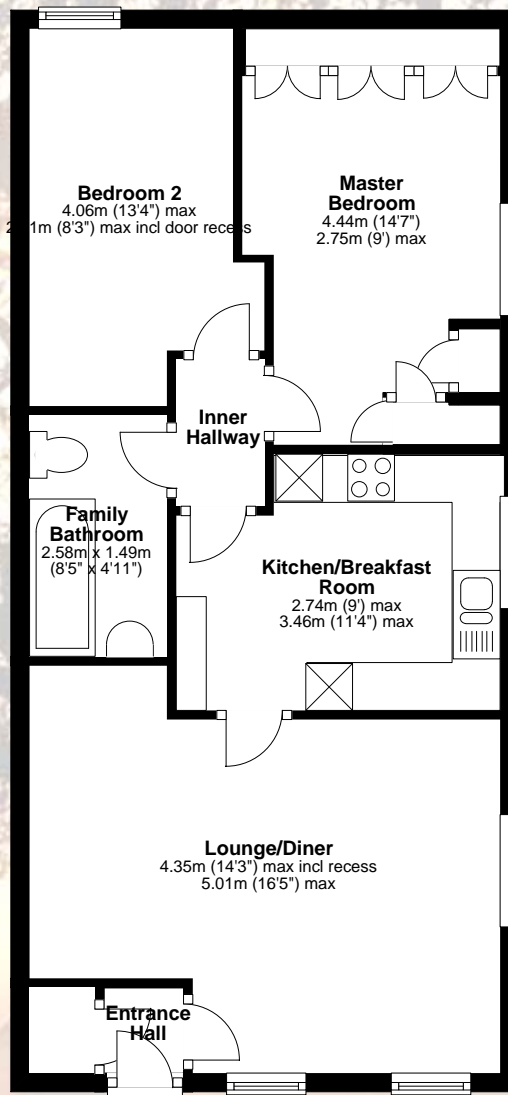 Bedroom 2
4.06m (13'4") max
1m (8'3") max incl door recess
Master
Bedroom
4.44m (14'7")
2.75m (9') max
Inner
Hallway
Family
Bathroom
2.58m x 1.49m
(8'5" x 4'11")
Kitchen/Breakfast
Room
2.74m (9') max
3.46m (11'4") max
Lounge/Diner
4.35m (14'3") max incl recess
5.01m (16'5") max
Entrance
Hall